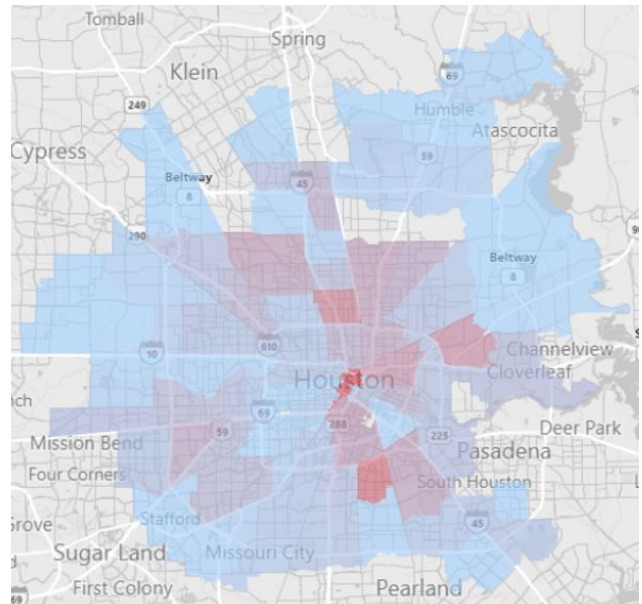 Tomball
Spring
Klein
69
249
Humble
Atascocita
Cypress
59
Beltway
8
45
290
90
Beltway
8
10
610
Channelview
Cloverleaf
Houston
69
288
Deer Park
Mission Bend
59
225
Pasadena
Four Corners
South Houston
Stafford
45
Sugar Land
Missouri City
First Colony
Pearland
69